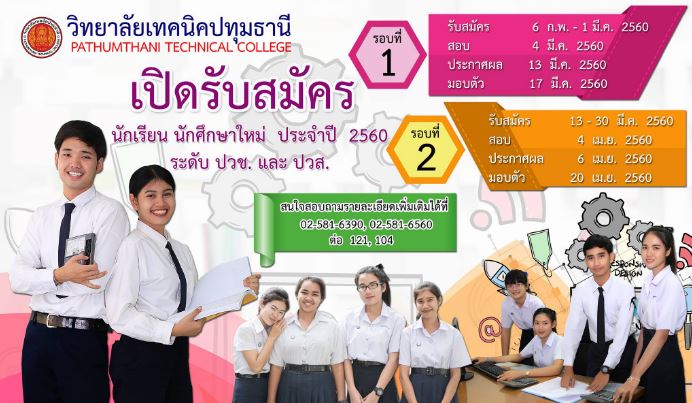 วิทยาลัยเทคนิคปทุมธานี
PATHUMTHANI TECHNICAL COLLEGE
เปิดรับสมัคร
นักเรียน นักศึกษาใหม่ ประจำปี 2560
ระดับ ปวช. และ ปวส.
รอบที่
1
รับสมัคร 6 ก.พ. - 1 มี.ค. 2560
สอบ 4 มี.ค. 2560
ประกาศผล 13 มี.ค. 2560
มอบตัว 17 มี.ค. 2560
รอบที่
2
รับสมัคร 13 - 30 มี.ค. 2560
สอบ 4 เม.ย. 2560
ประกาศผล 6 เม.ย. 2560
มอบตัว 20 เม.ย. 2560
สนใจสอบถามรายละเอียดเพิ่มเติมได้ที่
02-581-6390, 02-581-6560
ต่อ 121, 104
RESPONSIVE
DESIGN